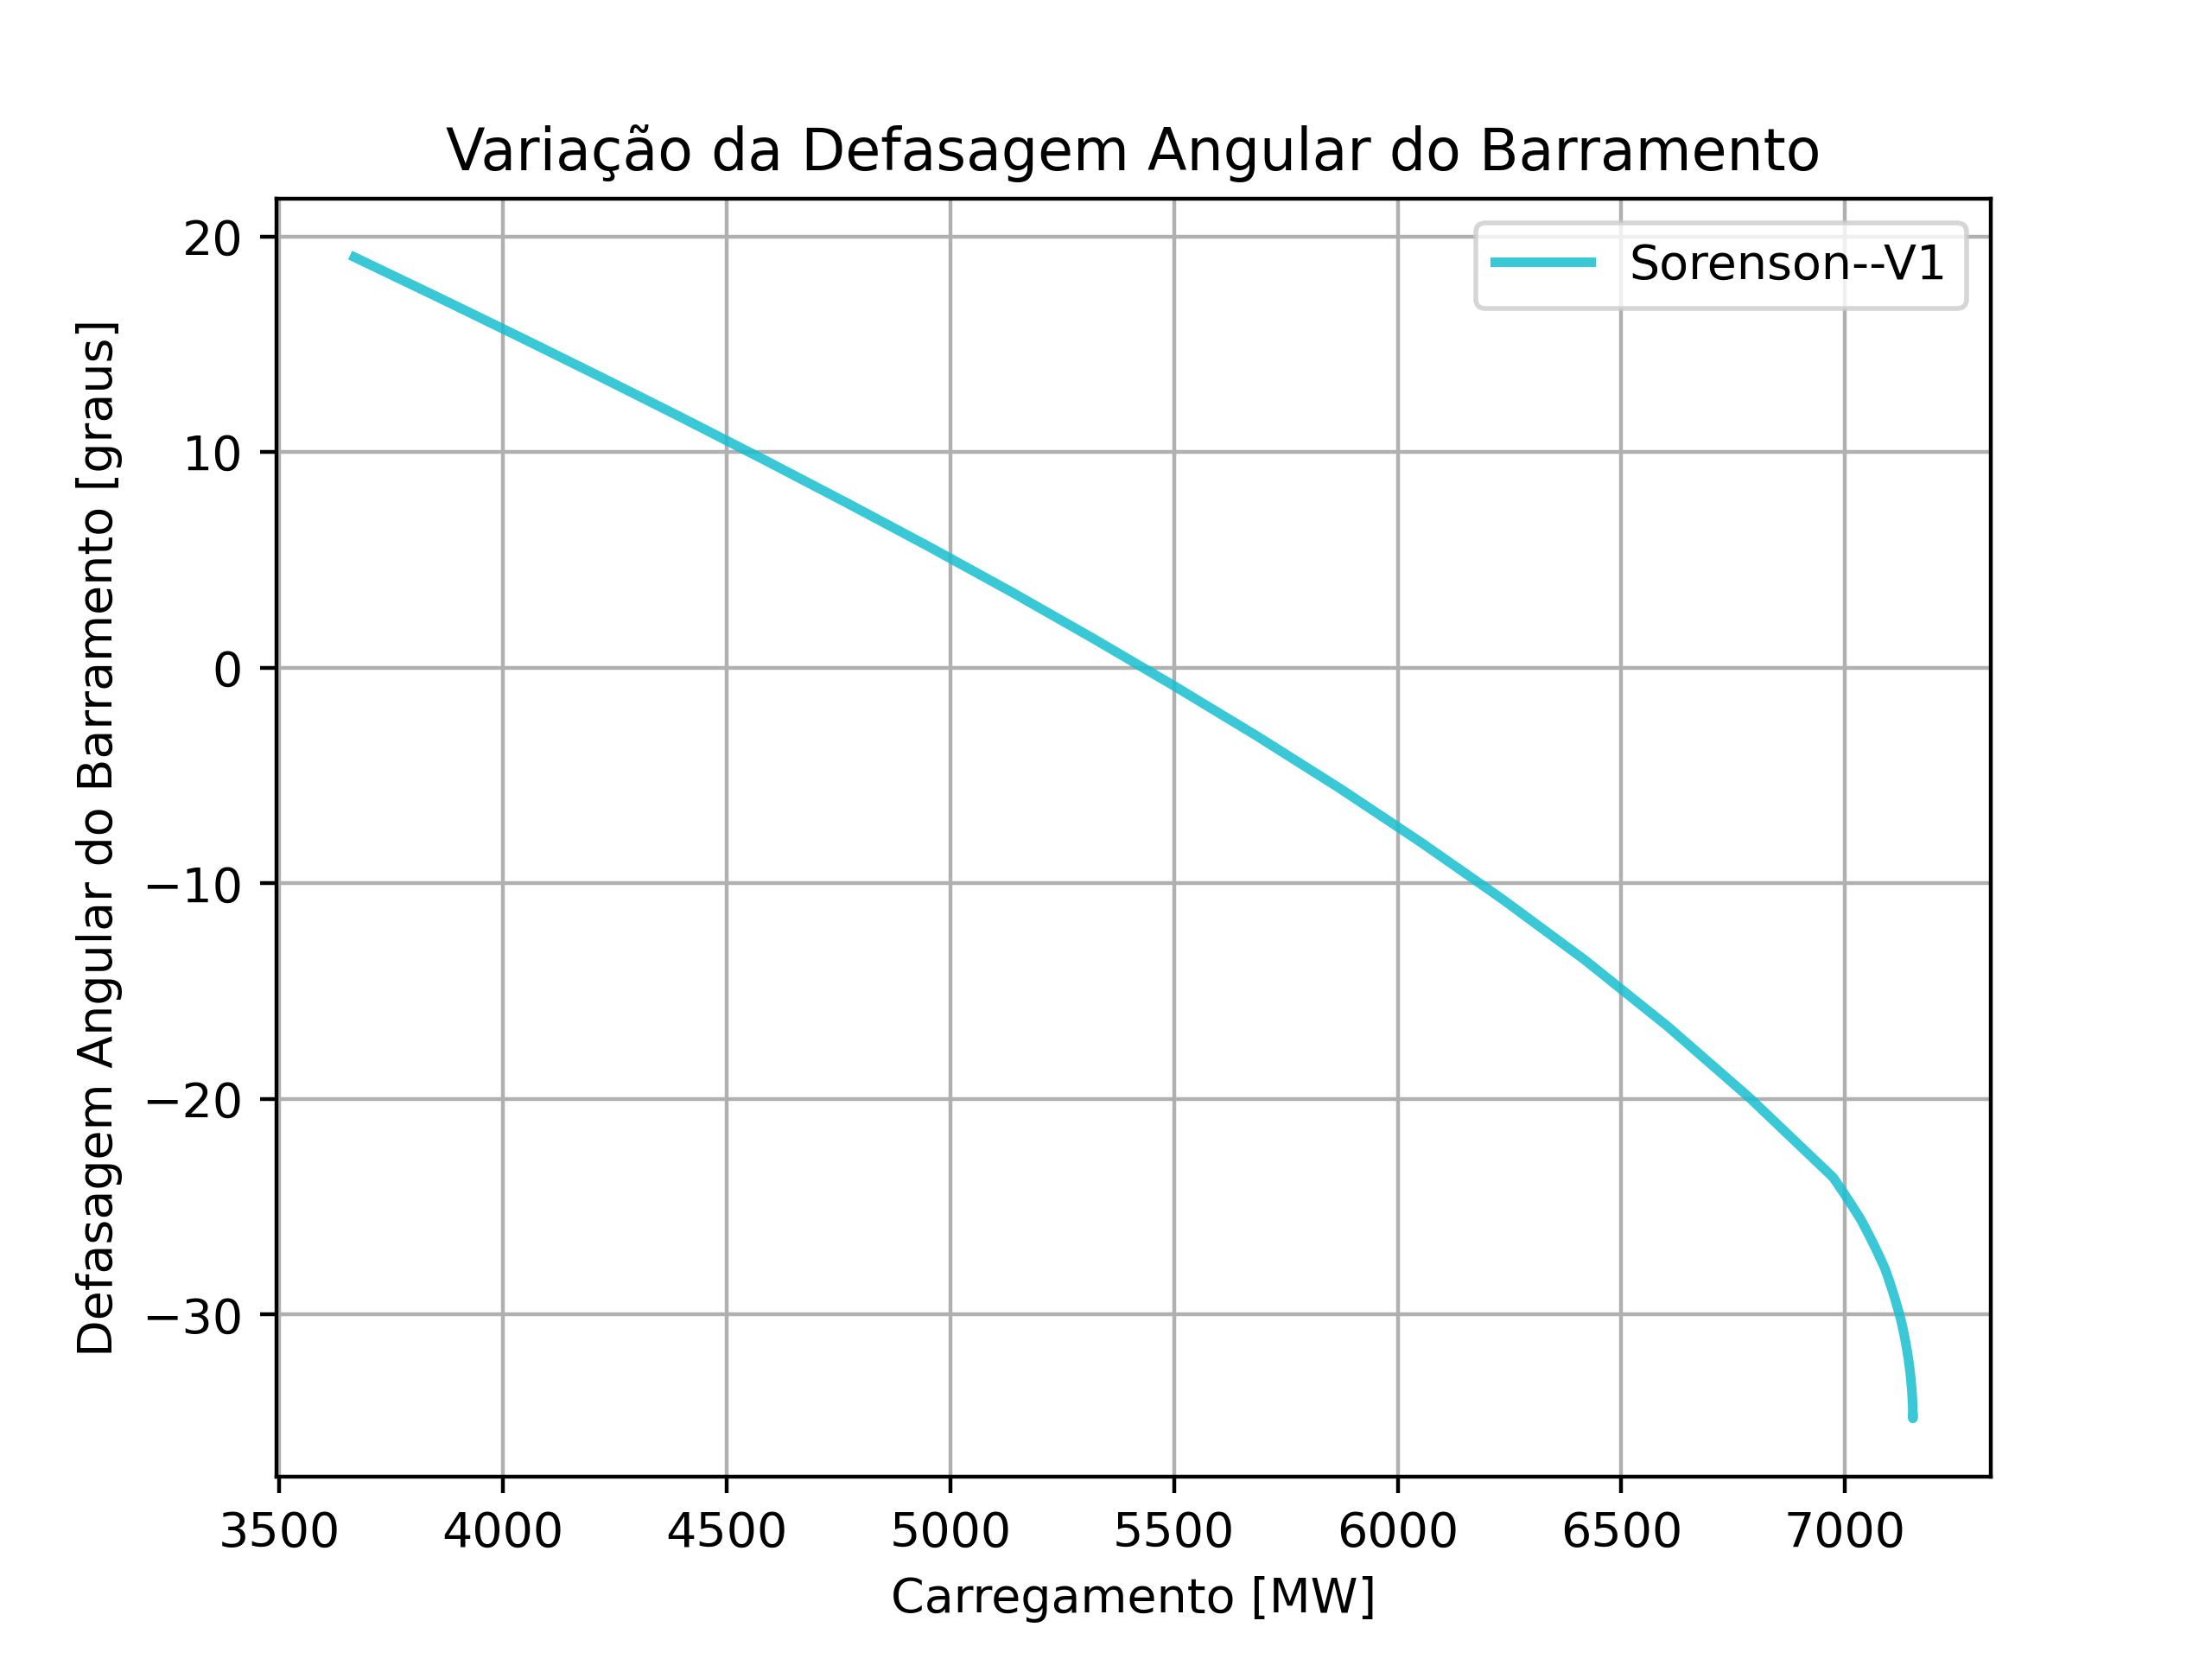 Variação da Defasagem Angular do Barramento
Sorenson--V1
Defasagem Angular do Barramento [graus]
20
10
0
−10
−20
−30
3500 4000 4500 5000 5500 6000 6500 7000
Carregamento [MW]